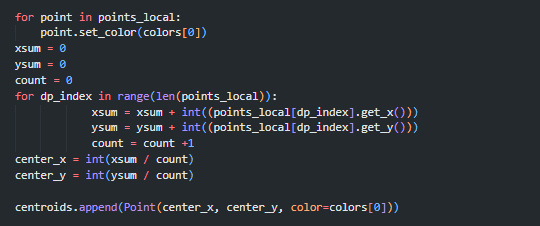 for point in points_local:
    point.set_color(colors[0])
xsum = 0
ysum = 0
count = 0
for dp_index in range(len(points_local)):
            xsum = xsum + int((points_local[dp_index].get_x()))
            ysum = ysum + int((points_local[dp_index].get_y()))
            count = count +1
center_x = int(xsum / count)
center_y = int(ysum / count)

centroids.append(Point(center_x, center_y, color=colors[0]))